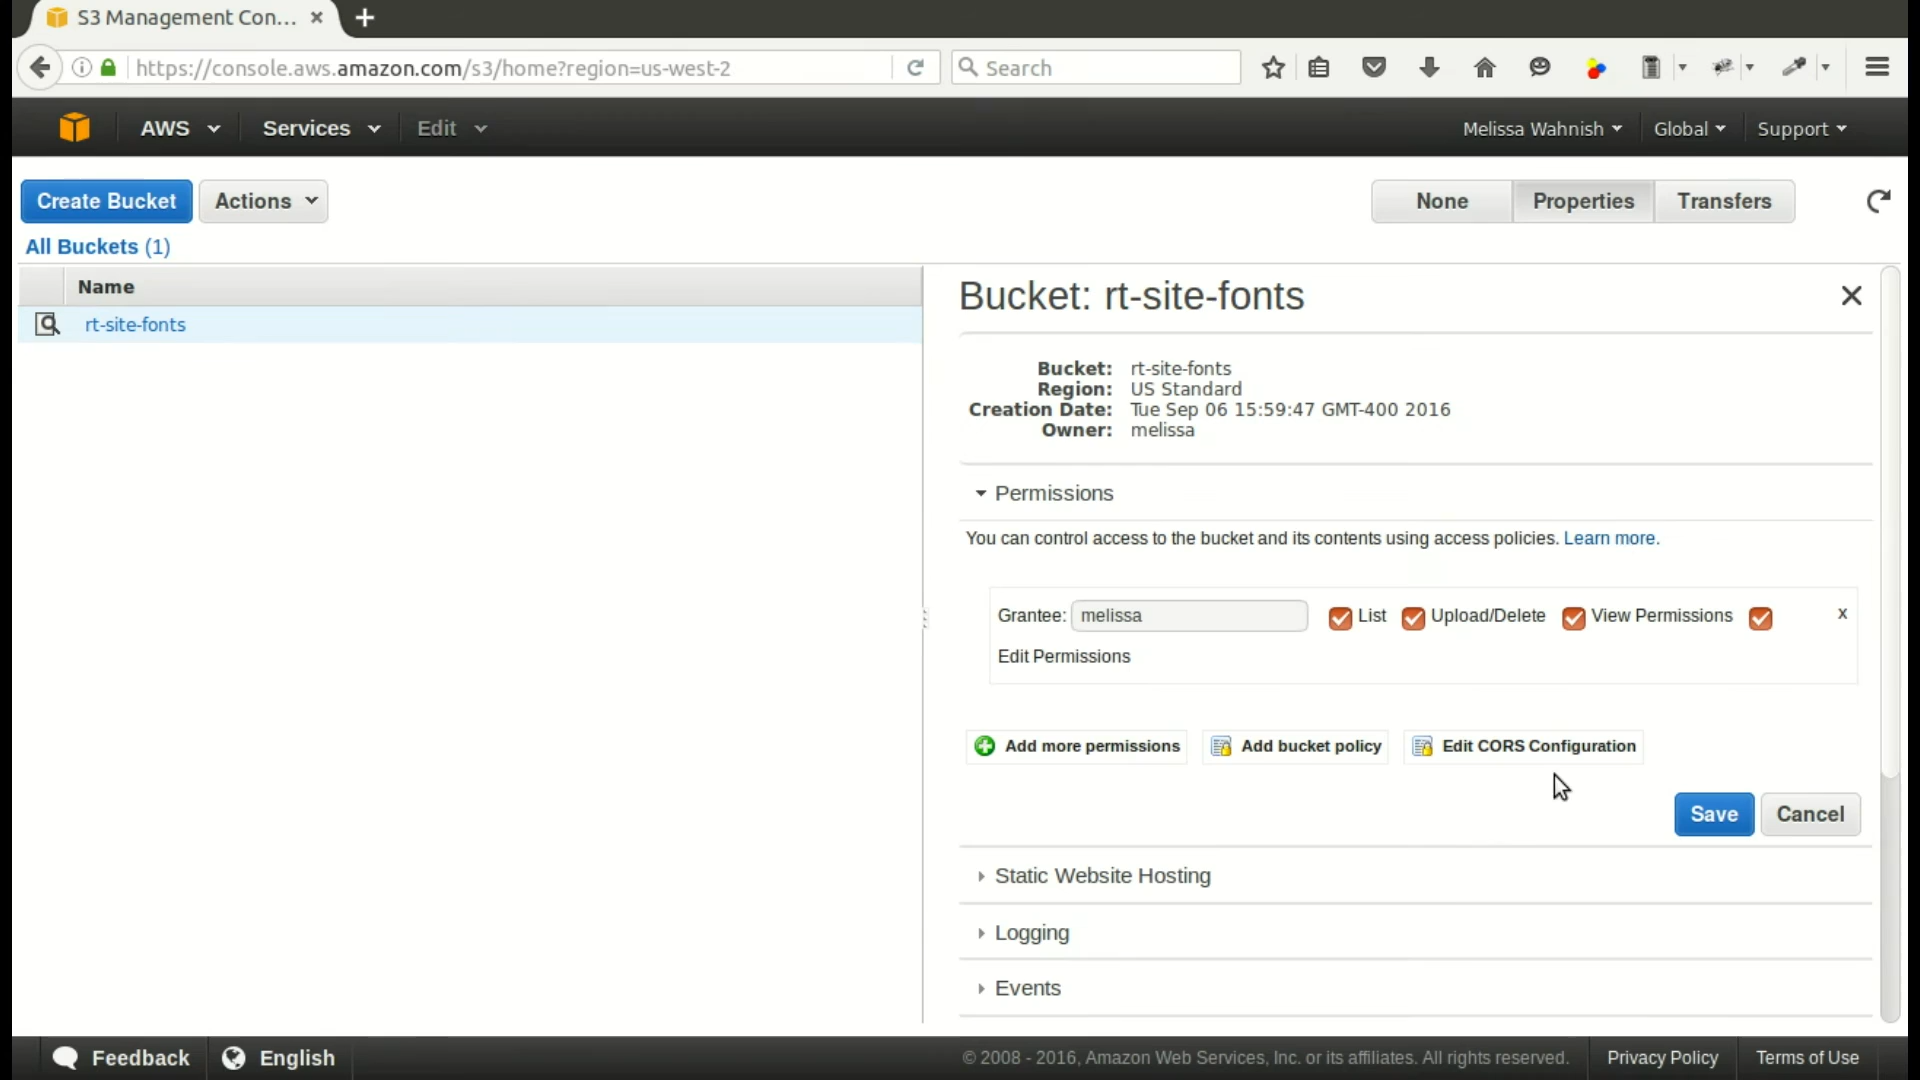 S3 Management Con...
https://console.aws.amazon.com/s3/home?region=us-west-2
Search
AWS Services Edit Melissa Wahnish Global Support
Create Bucket Actions None Properties Transfers
All Buckets (1)
Name
rt-site-fonts
Bucket: rt-site-fonts
Bucket: rt-site-fonts
Region: US Standard
Creation Date: Tue Sep 06 15:59:47 GMT-400 2016
Owner: melissa
Permissions
You can control access to the bucket and its contents using access policies. Learn more.
Grantee: melissa List Upload/Delete View Permissions x
Edit Permissions
Add more permissions Add bucket policy Edit CORS Configuration
Save Cancel
Static Website Hosting
Logging
Events
Feedback English © 2008 - 2016, Amazon Web Services, Inc. or its affiliates. All rights reserved. Privacy Policy Terms of Use